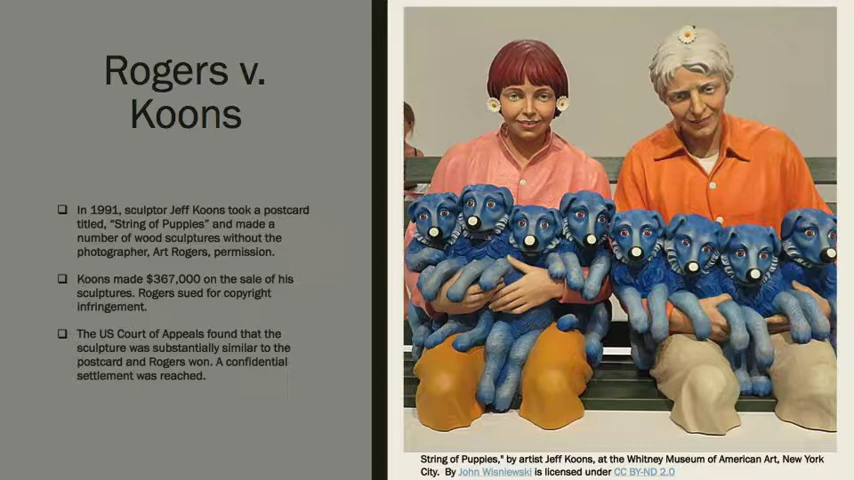 Rogers v.
Koons
In 1991, sculptor Jeff Koons took a postcard
titled, “String of Puppies” and made a
number of wood sculptures without the
photographer, Art Rogers, permission.
Koons made $367,000 on the sale of his
sculptures. Rogers sued for copyright
infringement.
The US Court of Appeals found that the
sculpture was substantially similar to the
postcard and Rogers won. A confidential
settlement was reached.
String of Puppies," by artist Jeff Koons, at the Whitney Museum of American Art, New York
City. By John Wisniewski is licensed under CC BY-ND 2.0